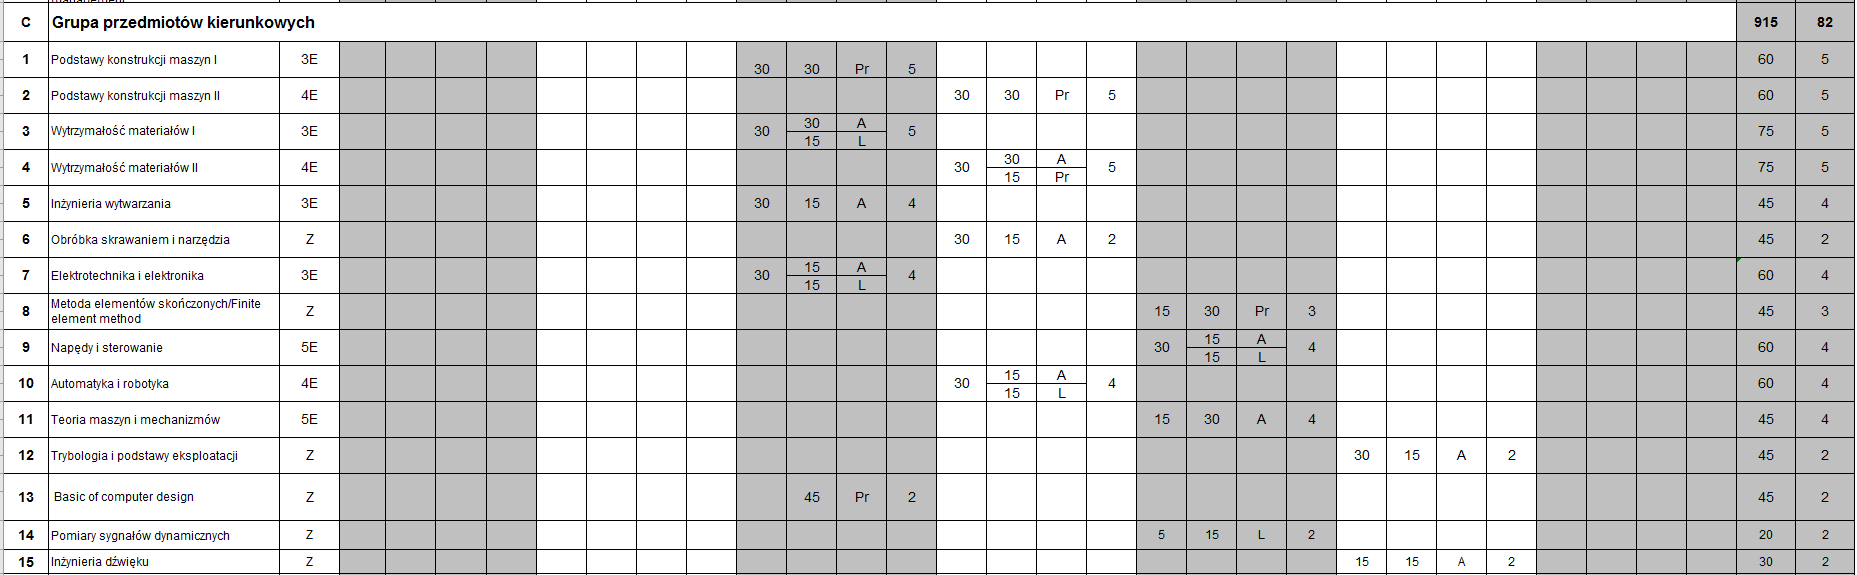 C Grupa przedmiotów kierunkowych 915 82
1 Podstawy konstrukcji maszyn I 3E 30 30 Pr 5 60 5
2 Podstawy konstrukcji maszyn II 4E 30 30 Pr 5 60 5
3 Wytrzymałość materiałów I 3E 30 30 A 5 75 5
15 L
4 Wytrzymałość materiałów II 4E 30 30 A 5 75 5
15 Pr
5 Inżynieria wytwarzania 3E 30 15 A 4 45 4
6 Obróbka skrawaniem i narzędzia Z 30 15 A 2 45 2
7 Elektrotechnika i elektronika 3E 30 15 A 4 60 4
15 L
8 Metoda elementów skończonych/Finite
element method Z 15 30 Pr 3 45 3
9 Napędy i sterowanie 5E 30 15 A 4 60 4
15 L
10 Automatyka i robotyka 4E 30 15 A 4 60 4
15 L
11 Teoria maszyn i mechanizmów 5E 15 30 A 4 45 4
12 Trybologia i podstawy eksploatacji Z 30 15 A 2 45 2
13 Basic of computer design Z 45 Pr 2 45 2
14 Pomiary sygnałów dynamicznych Z 5 15 L 2 20 2
15 Inżynieria dźwięku Z 15 15 A 2 30 2